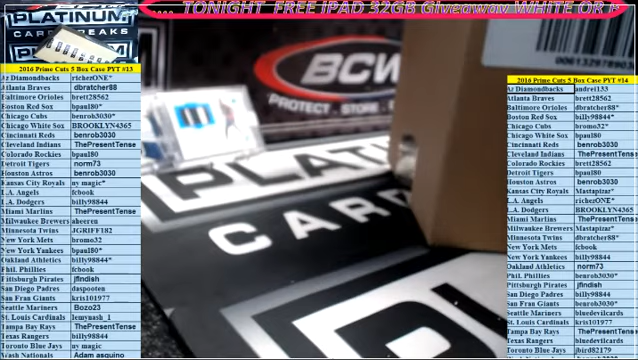 TONIGHT FREE IPAD 32GB Giveaway WHITE OR
PLATINUM
CARD BREAKS
2016 Prime Cuts 5 Box Case PYT #13
Az Diamondbacks richezONE*
Atlanta Braves dbratcher88
Baltimore Orioles brett28562
Boston Red Sox bpaul80*
Chicago Cubs benrob3030*
Chicago White Sox BROOKLYN4365
Cincinnati Reds benrob3030
Cleveland Indians ThePresentTense
Colorado Rockies bpaul80
Detroit Tigers norm73
Houston Astros benrob3030
Kansas City Royals ny magic*
L.A. Angels fcbook
L.A. Dodgers billy98844
Miami Marlins ThePresentTense
Milwaukee Brewers aheeren
Minnesota Twins JGRIFF182
New York Mets bromo32
New York Yankees bpaul80*
Oakland Athletics billy98844*
Phil. Phillies fcbook
Pittsburgh Pirates jfindish
San Diego Padres daspooten
San Fran Giants kris101977
Seattle Mariners Bozo23
St. Louis Cardinals lemynash_1
Tampa Bay Rays ThePresentTense
Texas Rangers billy98844
Toronto Blue Jays ny magic
Wash Nationals Adam asquino
BCW
PROTECT STORE
PLATI
CARD
PL
2016 Prime Cuts 5 Box Case PYT #14
Az Diamondbacks andrei133
Atlanta Braves brett28562
Baltimore Orioles dbratcher88*
Boston Red Sox billy98844*
Chicago Cubs bromo32*
Chicago White Sox bpaul80
Cincinnati Reds benrob3030
Cleveland Indians ThePresentTense
Colorado Rockies brett28562
Detroit Tigers bpaul80
Houston Astros benrob3030
Kansas City Royals Mastapizar*
L.A. Angels richezONE*
L.A. Dodgers BROOKLYN4365
Miami Marlins ThePresentTense
Milwaukee Brewers Mastapizar*
Minnesota Twins dbratcher88*
New York Mets fcbook
New York Yankees billy98844
Oakland Athletics norm73
Phil. Phillies benrob3030*
Pittsburgh Pirates jfindish
San Diego Padres billy98844
San Fran Giants benrob3030*
Seattle Mariners bluedevilcards
St. Louis Cardinals kris101977
Tampa Bay Rays ThePresentTense
Texas Rangers bluedevilcards
Toronto Blue Jays jbird82179